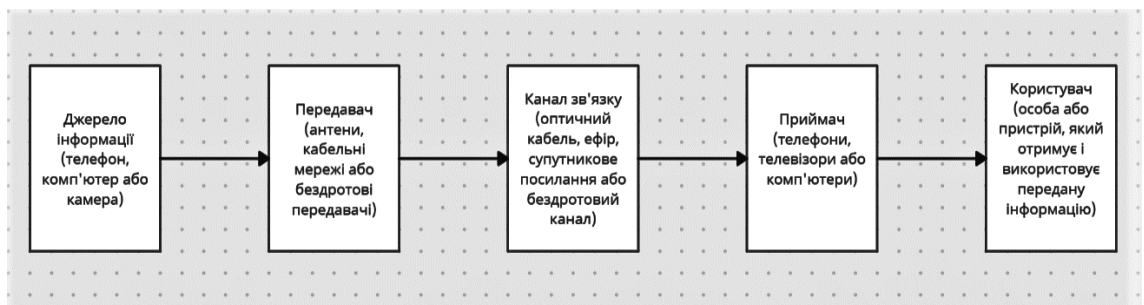 Джерело
інформації
(телефон,
комп'ютер або
камера)
Передавач
(антени,
кабельні
мережі або
бездротові
передавачі)
Канал зв'язку
(оптичний
кабель, ефір,
супутникове
посилання або
бездротовий
канал)
Приймач
(телефони,
телевізори або
комп'ютери)
Користувач
(особа або
пристрій, який
отримує і
використовує
передану
інформацію)